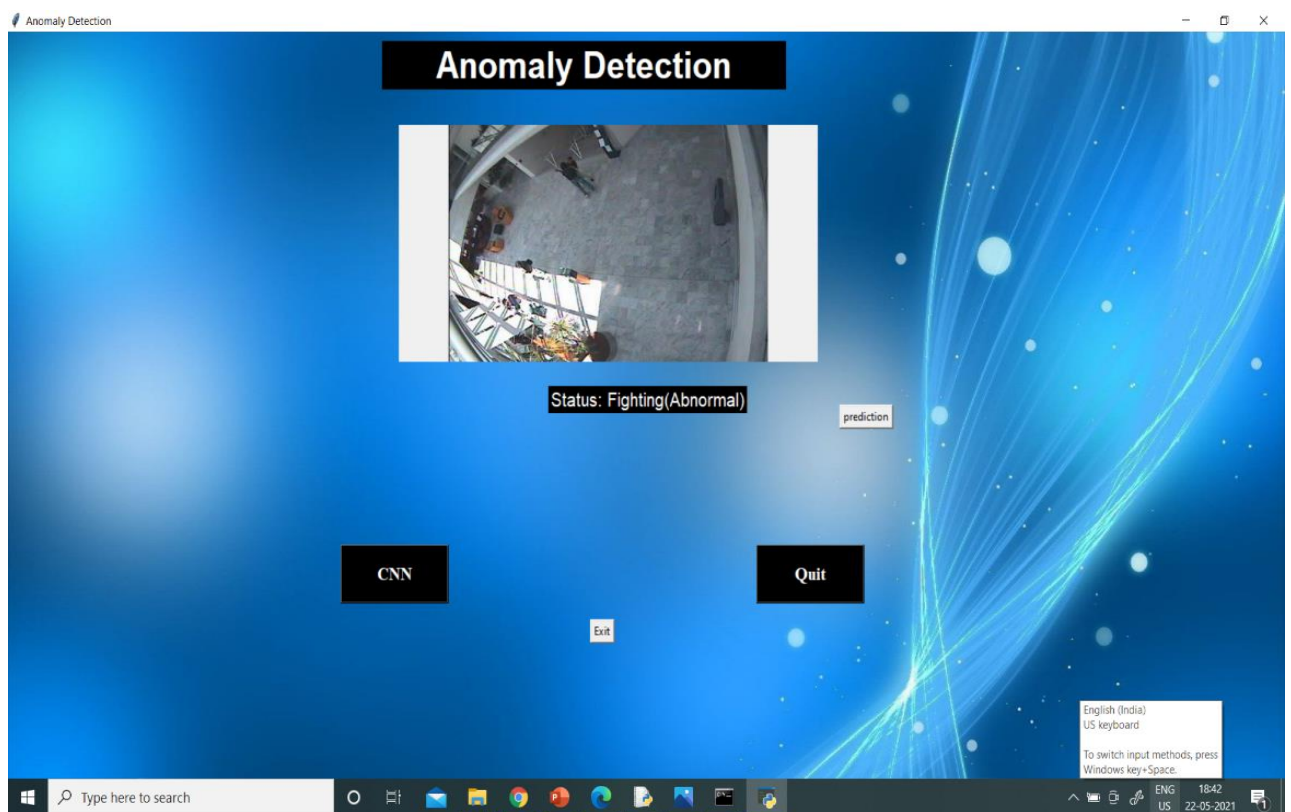 Anomaly Detection
Anomaly Detection
Status: Fighting(Abnormal)
prediction
CNN
Quit
Exit
English (India)
US keyboard
To switch input methods, press
Windows key+Space.
Type here to search
ENG
US
18:42
22-05-2021